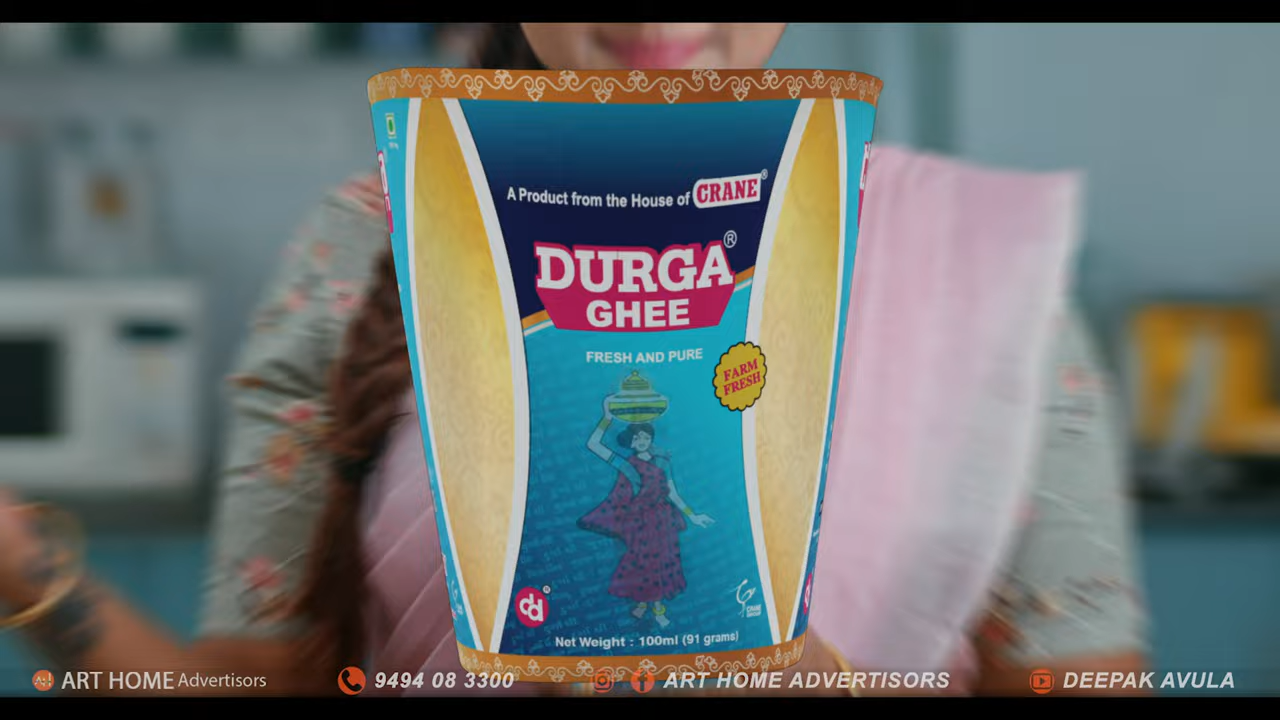 A Product from the House of CRANE®
DURGA®
GHEE
FRESH AND PURE
FARM
FRESH
d®
Net Weight : 100ml (91 grams)
ART HOME Advertisors
9494 08 3300
ART HOME ADVERTISORS
DEEPAK AVULA